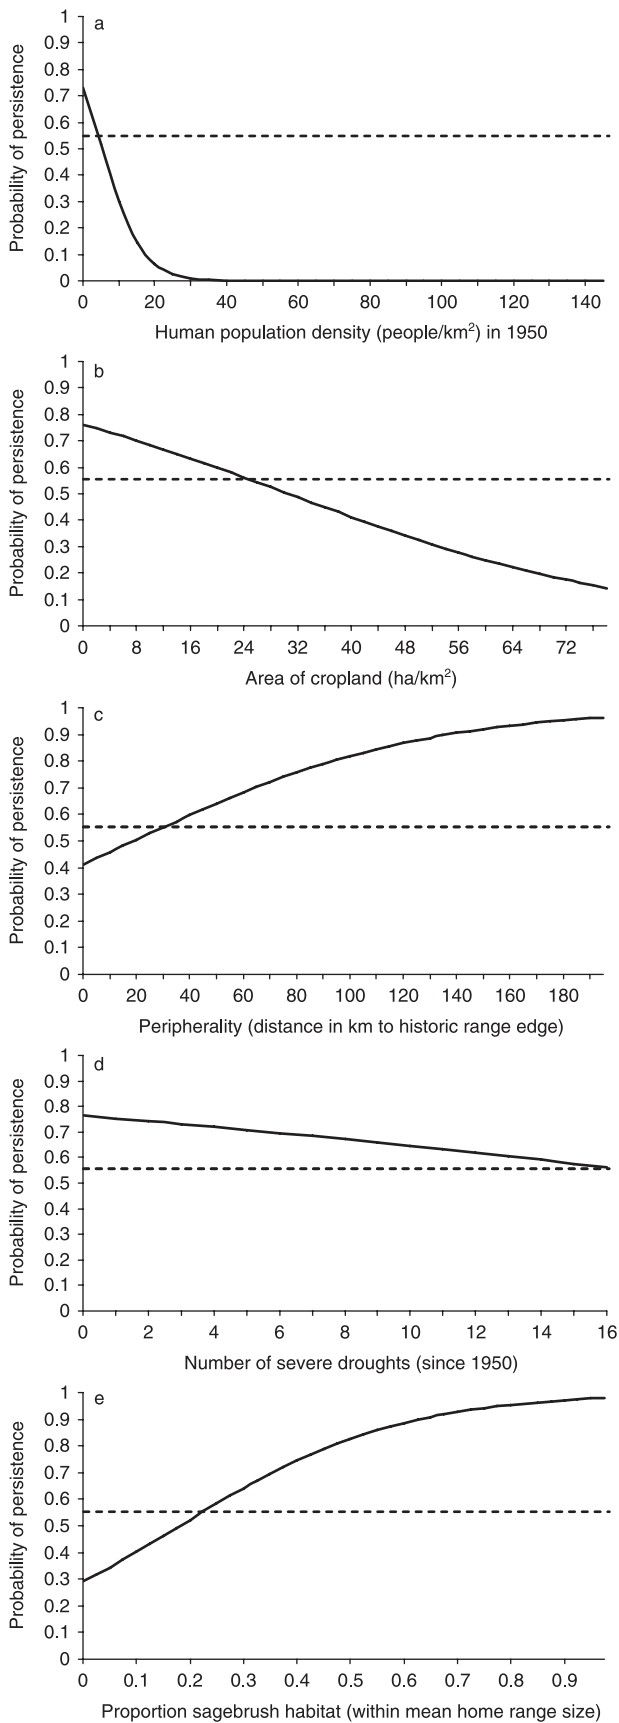 a
Probability of persistence
1
0.9
0.8
0.7
0.6
0.5
0.4
0.3
0.2
0.1
0
0 20 40 60 80 100 120 140
Human population density (people/km²) in 1950
b
Probability of persistence
1
0.9
0.8
0.7
0.6
0.5
0.4
0.3
0.2
0.1
0
0 8 16 24 32 40 48 56 64 72
Area of cropland (ha/km²)
c
Probability of persistence
1
0.9
0.8
0.7
0.6
0.5
0.4
0.3
0.2
0.1
0
0 20 40 60 80 100 120 140 160 180
Peripherality (distance in km to historic range edge)
d
Probability of persistence
1
0.9
0.8
0.7
0.6
0.5
0.4
0.3
0.2
0.1
0
0 2 4 6 8 10 12 14 16
Number of severe droughts (since 1950)
e
Probability of persistence
1
0.9
0.8
0.7
0.6
0.5
0.4
0.3
0.2
0.1
0
0 0.1 0.2 0.3 0.4 0.5 0.6 0.7 0.8 0.9
Proportion sagebrush habitat (within mean home range size)